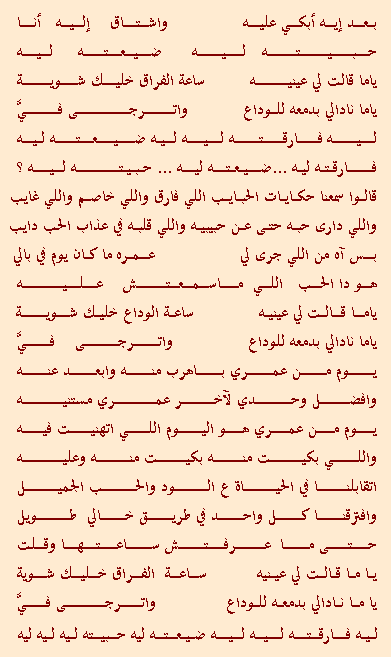 بعد إيه أبكي عليه واشتاق إليه أنا
حبيبته ليه ضيعته ليه
ياما قالت لي عينيه ساعة الفراق خليك شوية
ياما نادالي بدمعه للوداع واترجى فيَّ
ليه فارقته ليه ليه ضيعته ليه
فارقته ليه ... ضيعته ليه ... حبيته ليه ؟
قالوا سمعنا حكايات الحبايب اللي فارق واللي خاصم واللي غايب
واللي دارى حبه حتى عن حبيبيه واللي قلبه في عذاب الحب دايب
بس آه من اللي جرى لي عمره ما كان يوم في بالي
هو دا الحب اللي ماسمعتش عليه
ياما قالت لي عينيه ساعة الوداع خليك شوية
ياما نادالي بدمعه للوداع واترجى فيَّ
يوم من عمري باهرب منه وابعد عنه
وافضل وحدي لآخر عمري مستنيه
يوم من عمري هو اليوم اللي اتهنيت فيه
واللي بكيت منه بكيت منه وعليه
اتقابلنا في الحياة ع الود والحب الجميل
وافترقنا كل واحد في طريق خالي طويل
حتى ما عرفتش ساعتها وقلت
يا ما قالت لي عينيه ساعة الفراق خليك شوية
يا ما نادالي بدمعه للوداع واترجى فيَّ
ليه فارقته ليه ليه ضيعته ليه حبيته ليه ليه ليه